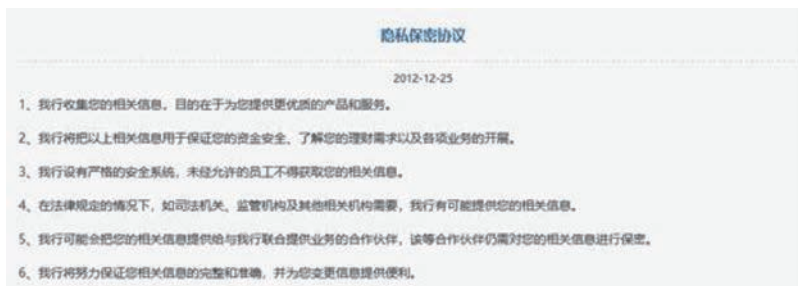 隐私保密协议
2012-12-25
1、我行收集您的相关信息，目的在于为您提供更优质的产品和服务。
2、我行将把以上相关信息用于保证您的资金安全、了解您的理财需求以及各项业务的开展。
3、我行设有严格的安全系统，未经允许的员工不得获取您的相关信息。
4、在法律规定的情况下，如司法机关、监管机构及其他相关机构需要，我行有可能提供您的相关信息。
5、我行可能会把您的相关信息提供给与我行联合提供业务的合作伙伴，该等合作伙伴仍需对您的相关信息进行保密。
6、我行将努力保证您相关信息的完整和准确，并为您变更信息提供便利。